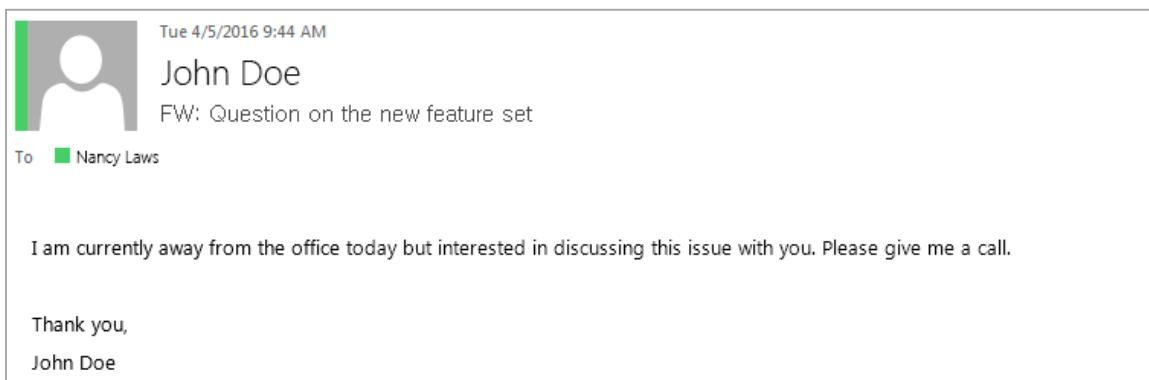 Tue 4/5/2016 9:44 AM
John Doe
FW: Question on the new feature set
To Nancy Laws
I am currently away from the office today but interested in discussing this issue with you. Please give me a call.
Thank you,
John Doe